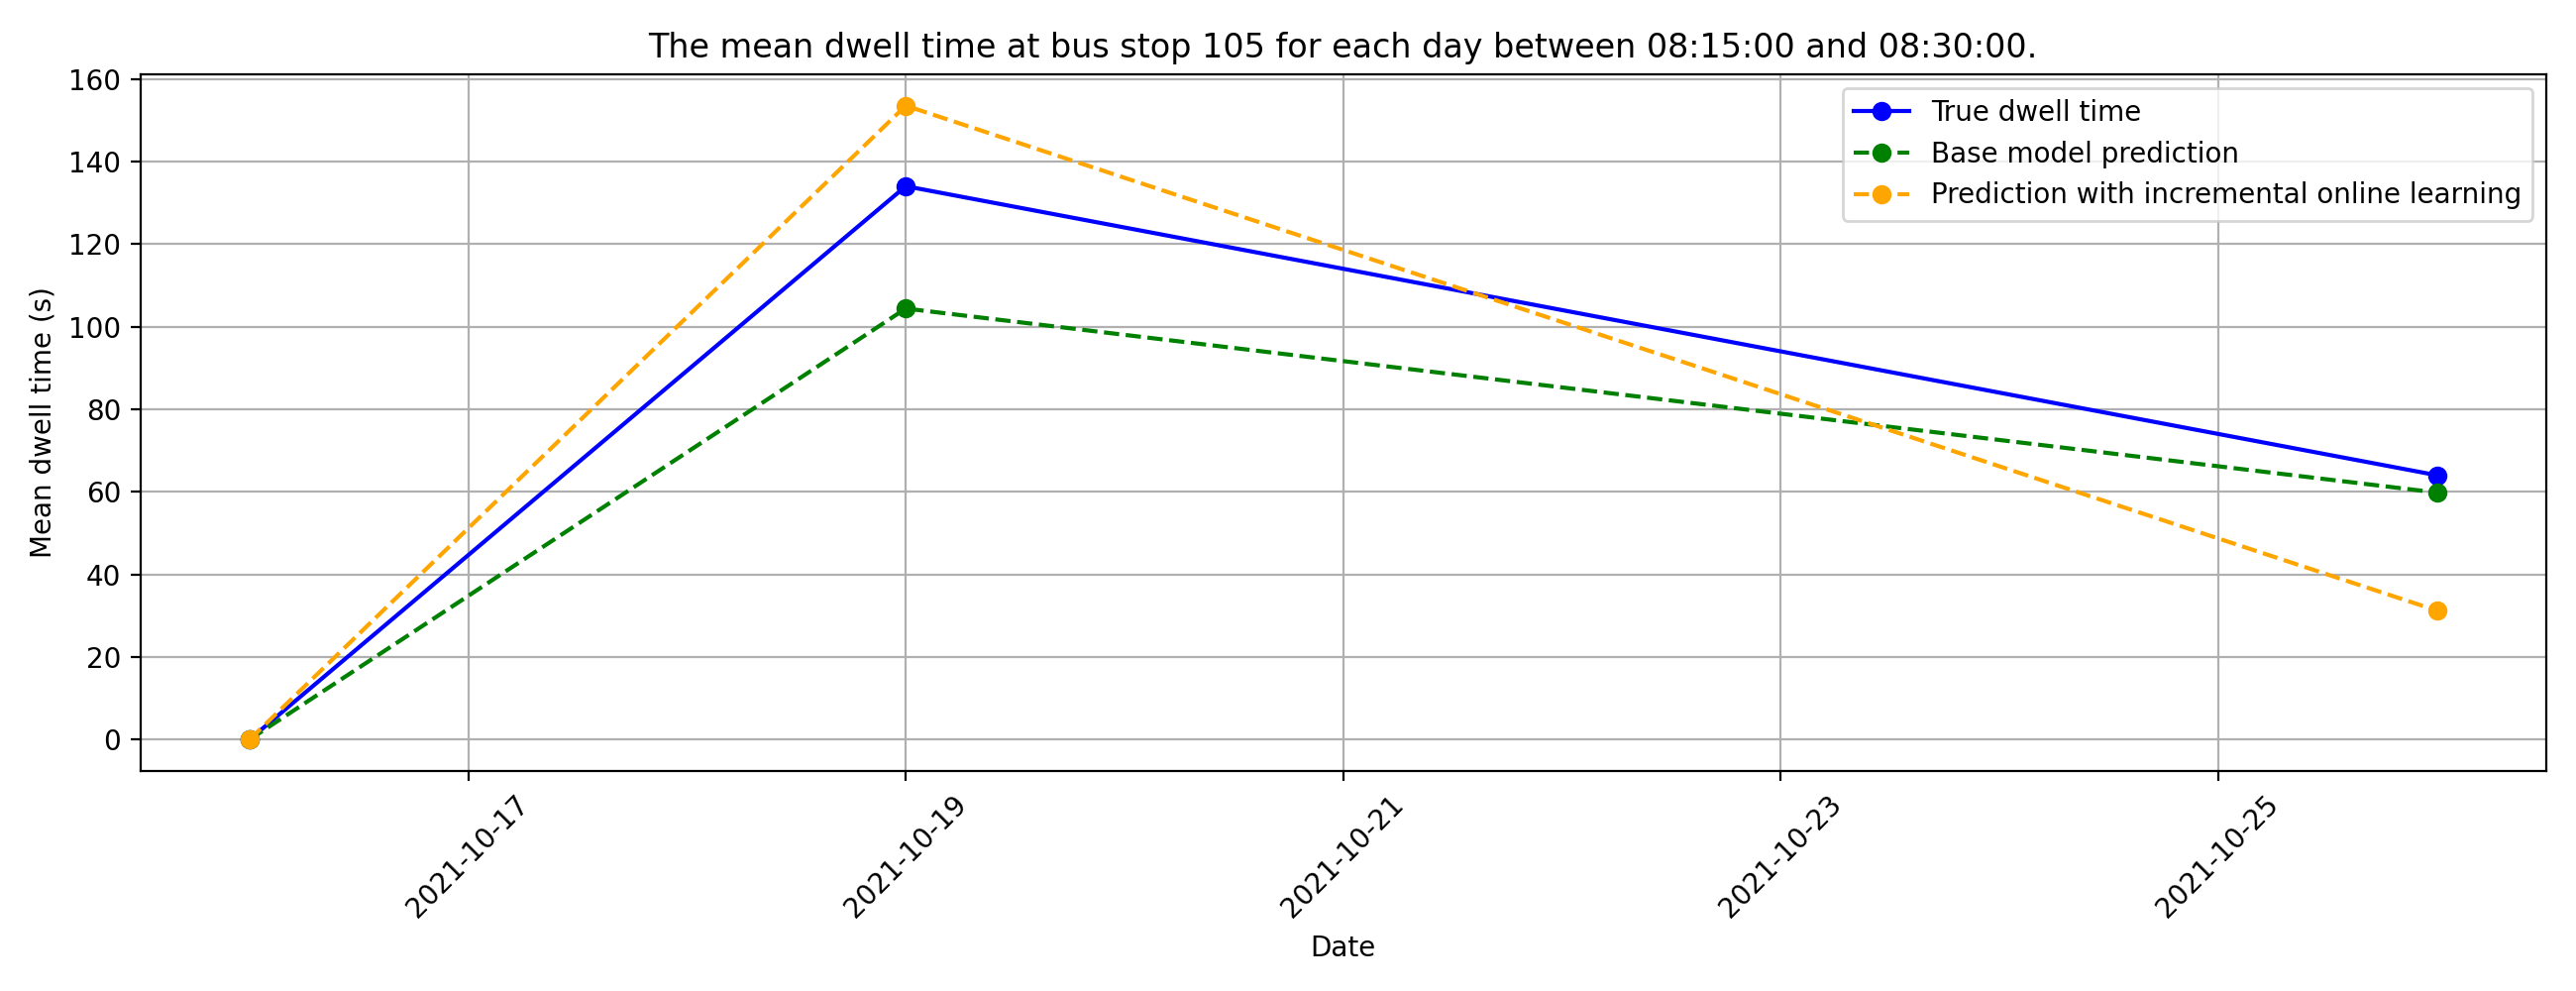 The mean dwell time at bus stop 105 for each day between 08:15:00 and 08:30:00.
160
140
120
100
80
60
40
20
0
Mean dwell time (s)
True dwell time
Base model prediction
Prediction with incremental online learning
2021-10-17
2021-10-19
2021-10-21
2021-10-23
2021-10-25
Date